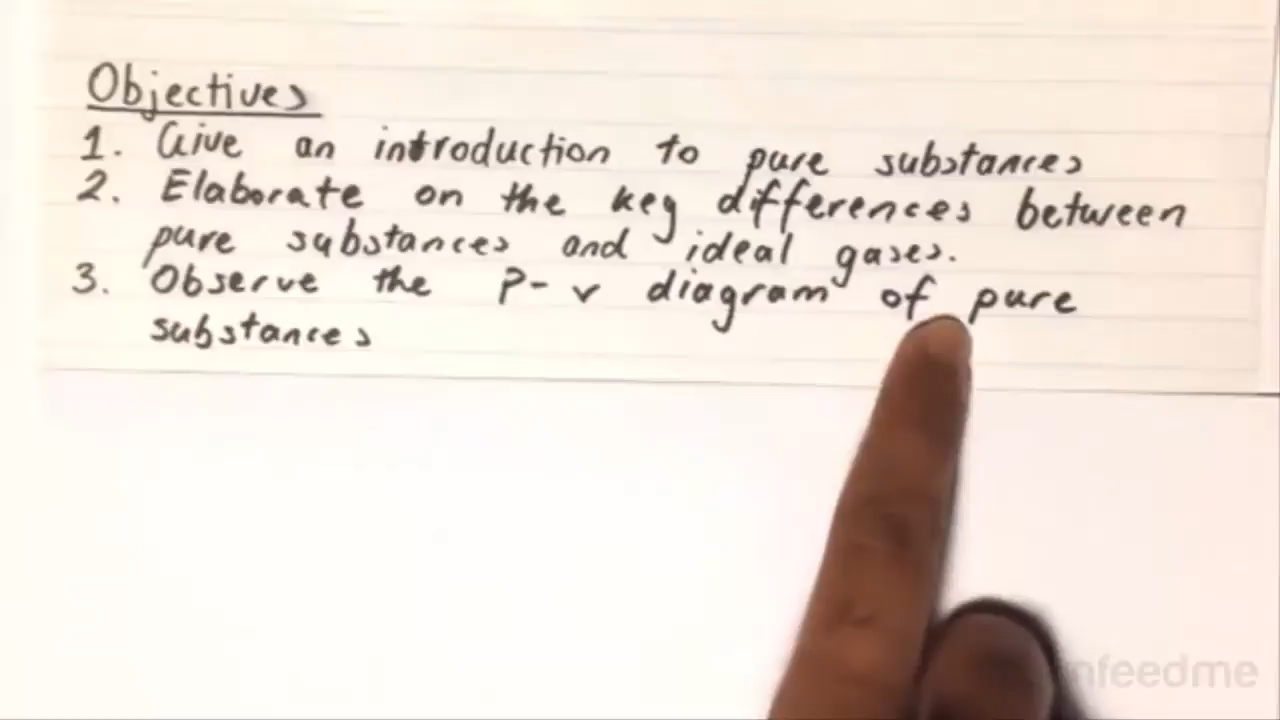 Objectives
1. Give an introduction to pure substances
2. Elaborate on the key differences between
pure substances and ideal gases.
3. Observe the P-v diagram of pure
substances
nfeedme